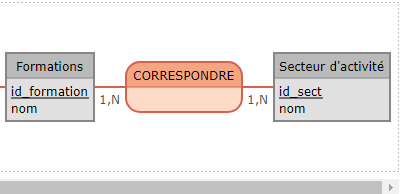 Formations
id_formation
nom
1,N
CORRESPONDRE
1,N
Secteur d'activité
id_sect
nom